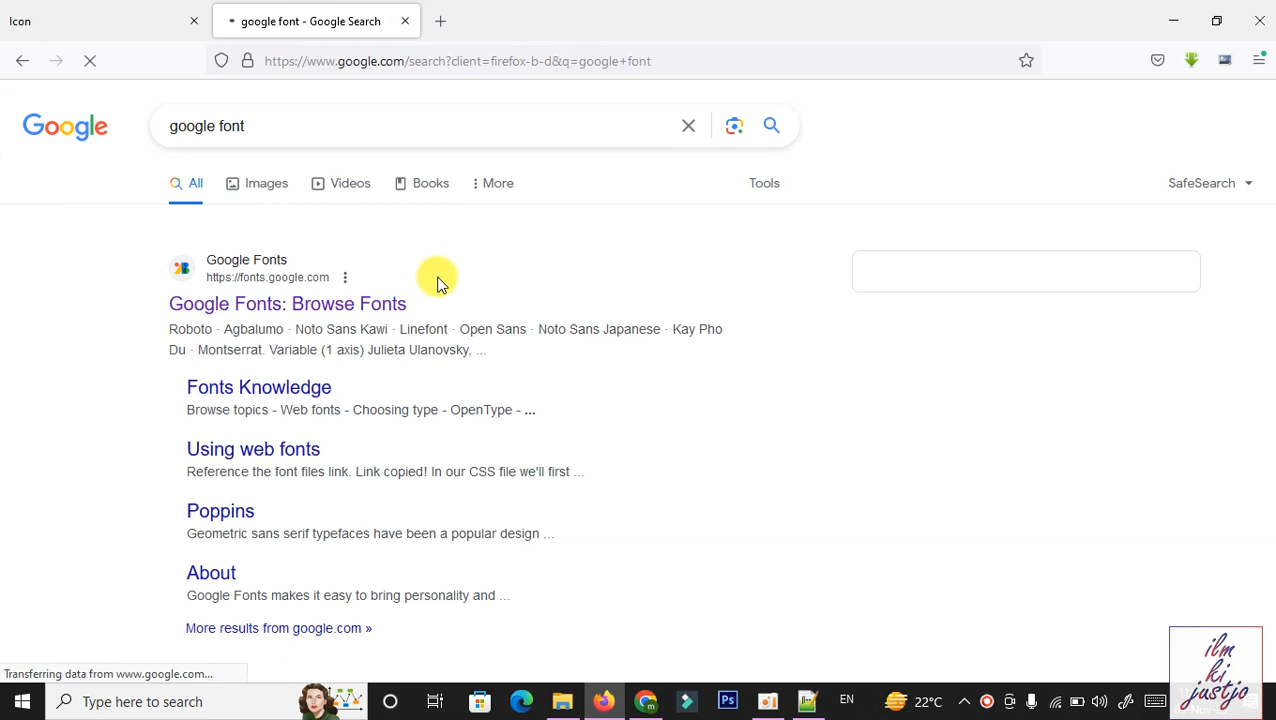 Icon
google font - Google Search
https://www.google.com/search?client=firefox-b-d&q=google+font
Google
google font
All
Images
Videos
Books
More
Tools
SafeSearch
Google Fonts
https://fonts.google.com
Google Fonts: Browse Fonts
Roboto · Agbalumo · Noto Sans Kawi · Linefont · Open Sans · Noto Sans Japanese · Kay Pho
Du · Montserrat. Variable (1 axis) Julieta Ulanovsky, ...
Fonts Knowledge
Browse topics - Web fonts - Choosing type - OpenType - ...
Using web fonts
Reference the font files link. Link copied! In our CSS file we'll first ...
Poppins
Geometric sans serif typefaces have been a popular design ...
About
Google Fonts makes it easy to bring personality and ...
More results from google.com »
Transferring data from www.google.com...
ilm
ki
justjo
Type here to search
Ps
EN
22°C